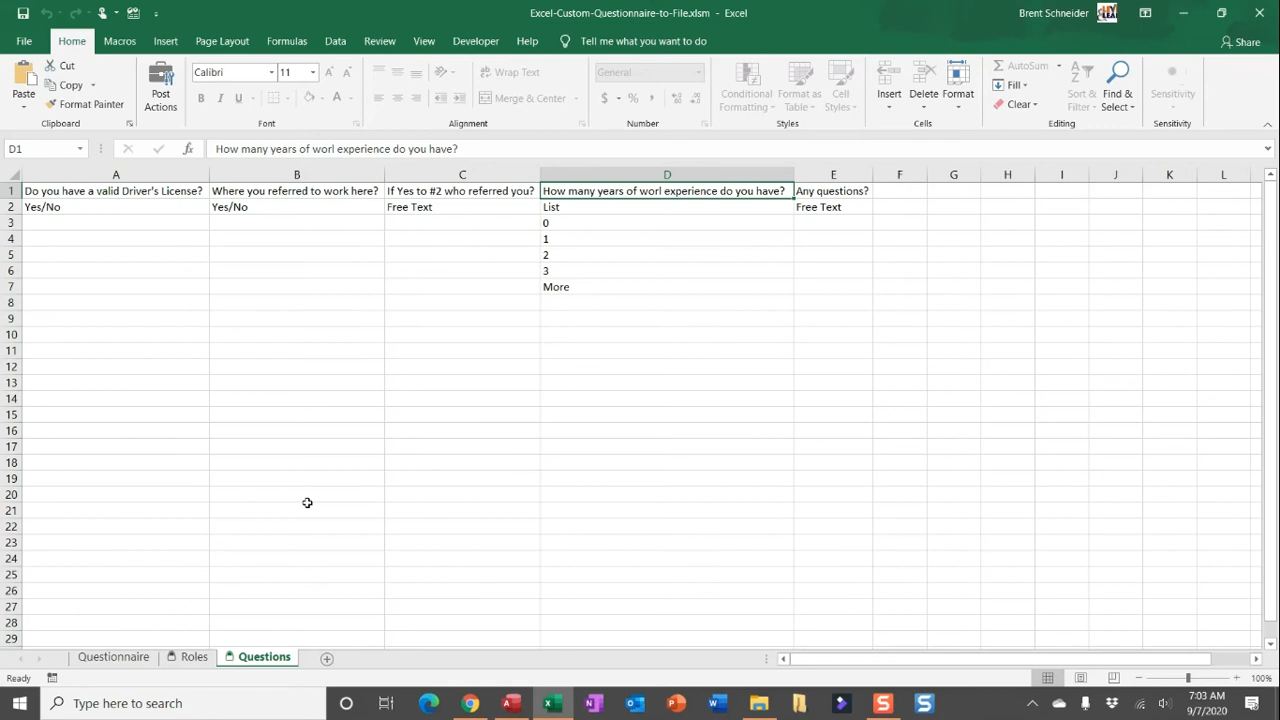 Excel-Custom-Questionnaire-to-File.xlsm - Excel
Brent Schneider
File Home Macros Insert Page Layout Formulas Data Review View Developer Help Tell me what you want to do Share
Paste
Cut
Copy
Format Painter
Clipboard
Post Actions
Calibri 11
B I U
Font
Wrap Text
Merge & Center
Alignment
General
$ % ,
Number
Conditional Formatting
Format as Table
Cell Styles
Styles
Insert
Delete
Format
Cells
AutoSum
Fill
Clear
Sort & Filter
Find & Select
Editing
Sensitivity
Sensitivity
D1 fx How many years of worl experience do you have?
A B C D E F G H I J K L
1 Do you have a valid Driver's License? Where you referred to work here? If Yes to #2 who referred you? How many years of worl experience do you have? Any questions?
2 Yes/No Yes/No Free Text List Free Text
3 0
4 1
5 2
6 3
7 More
8
9
10
11
12
13
14
15
16
17
18
19
20
21
22
23
24
25
26
27
28
29
Questionnaire Roles Questions
Ready 100%
Type here to search
7:03 AM
9/7/2020